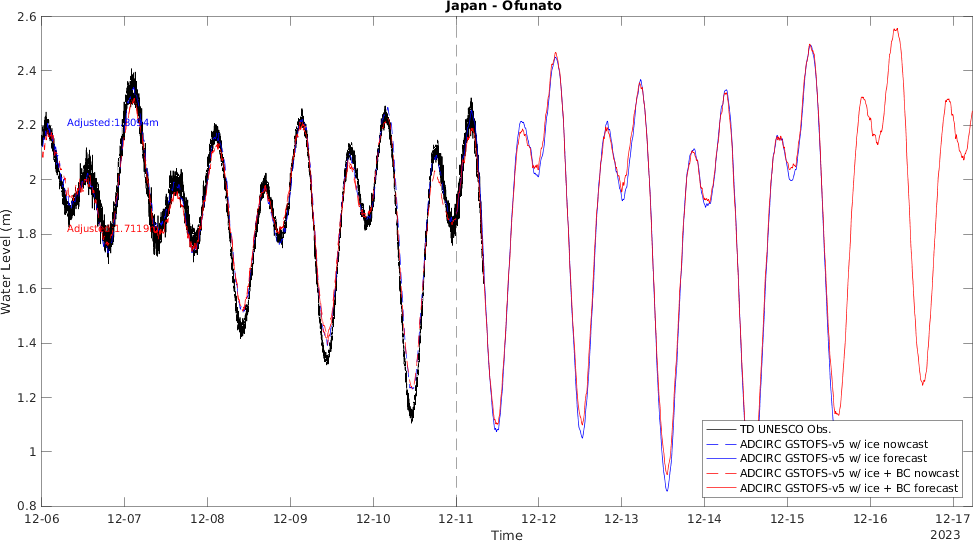 Japan - Ofunato
2.6
2.4
2.2
2
1.8
1.6
1.4
1.2
1
0.8
Water Level (m)
TD UNESCO Obs.
ADCIRC GSTOFS-v5 w/ ice nowcast
ADCIRC GSTOFS-v5 w/ ice forecast
ADCIRC GSTOFS-v5 w/ ice + BC nowcast
ADCIRC GSTOFS-v5 w/ ice + BC forecast
12-06 12-07 12-08 12-09 12-10 12-11 12-12 12-13 12-14 12-15 12-16 12-17
Time
2023